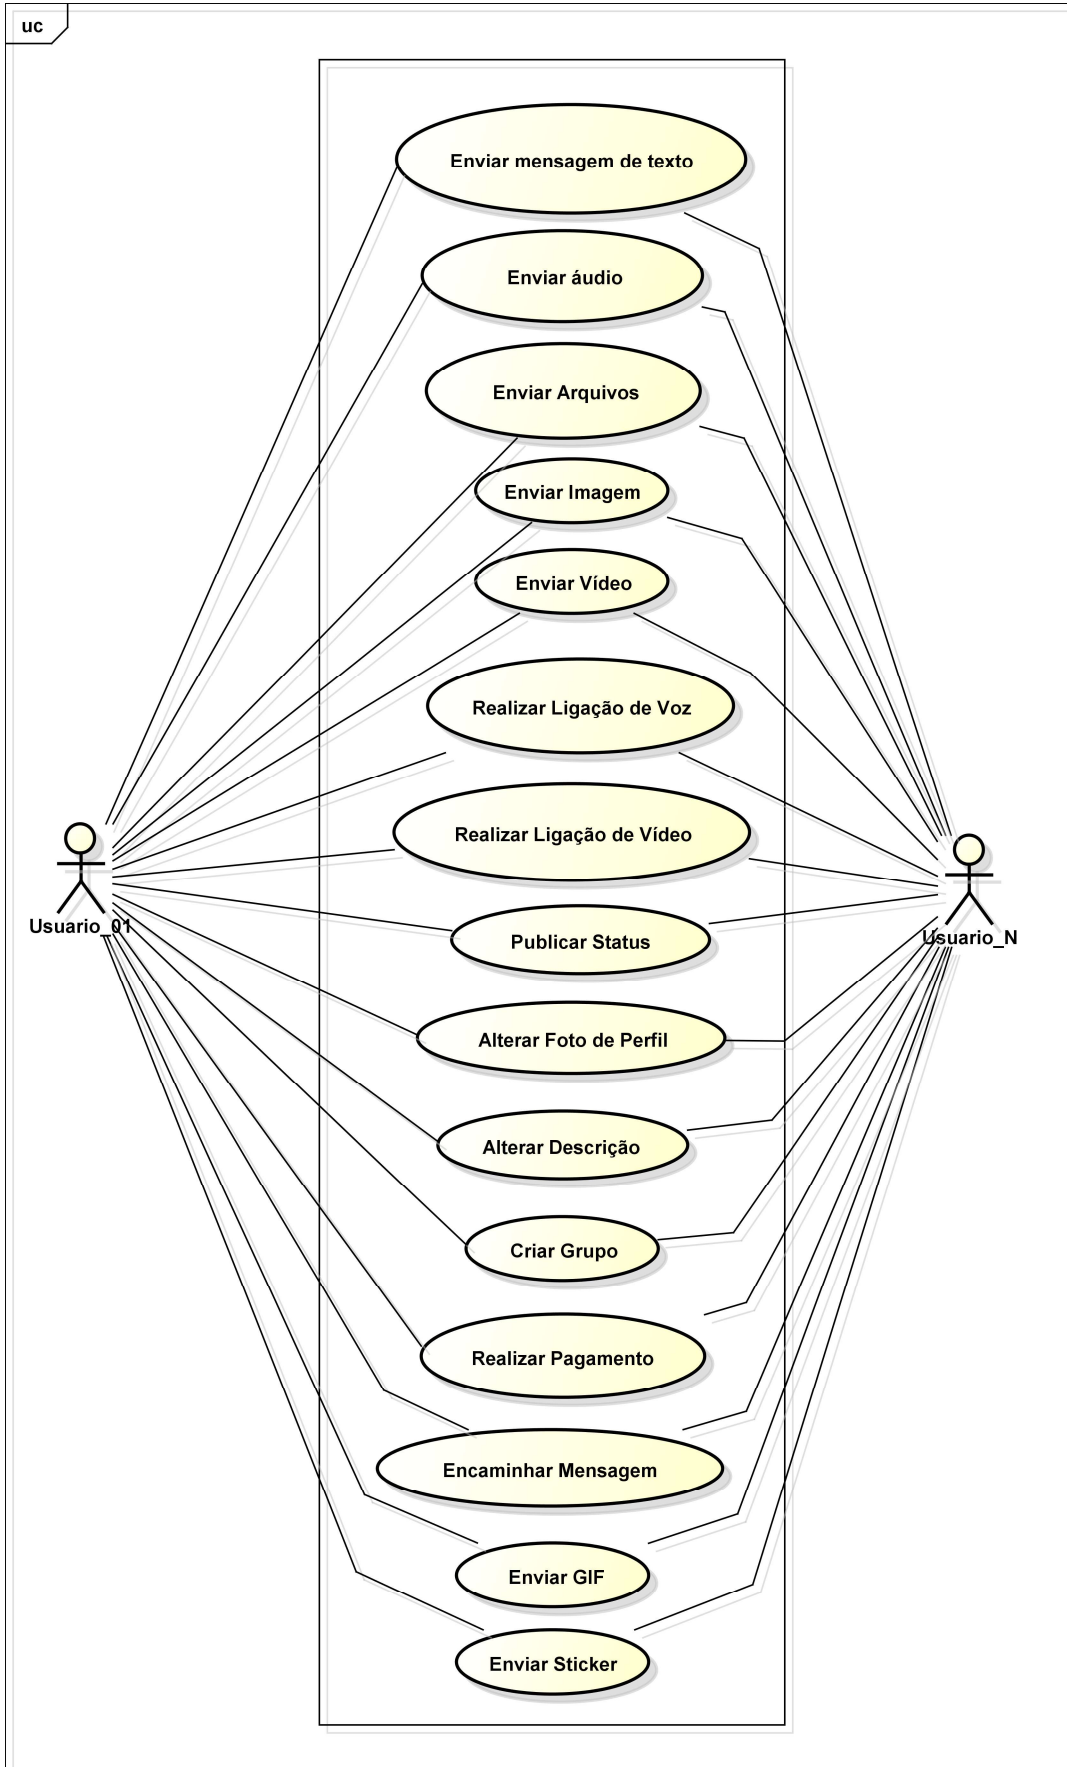 uc
Enviar mensagem de texto
Enviar áudio
Enviar Arquivos
Enviar Imagem
Enviar Vídeo
Realizar Ligação de Voz
Realizar Ligação de Vídeo
Usuario_01
Usuario_N
Publicar Status
Alterar Foto de Perfil
Alterar Descrição
Criar Grupo
Realizar Pagamento
Encaminhar Mensagem
Enviar GIF
Enviar Sticker